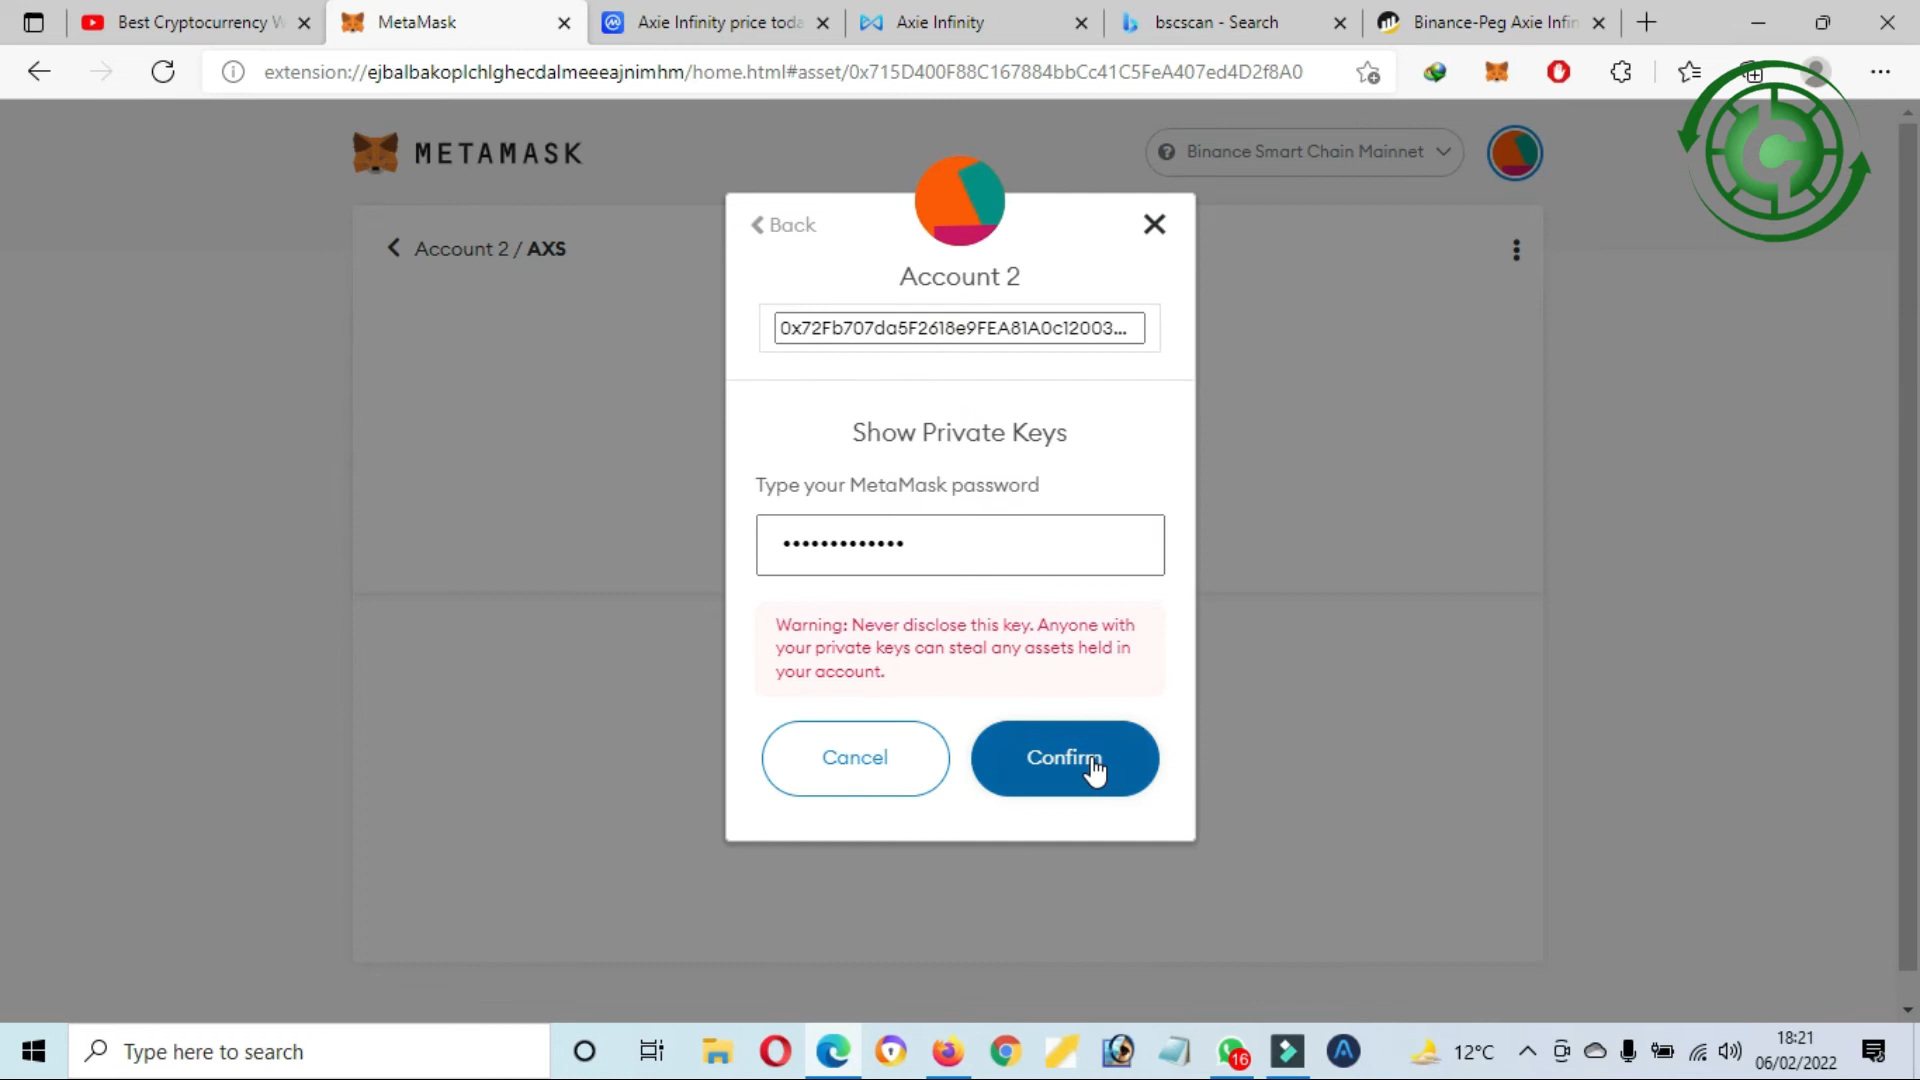 Best Cryptocurrency W
MetaMask
Axie Infinity price toda
Axie Infinity
bscscan - Search
Binance-Peg Axie Infin
extension://ejbalbakoplchlghecdalmeeeajnimhm/home.html#asset/0x715D400F88C167884bbCc41C5FeA407ed4D2f8A0
METAMASK
Binance Smart Chain Mainnet
Back
Account 2 / AXS
Account 2
0x72Fb707da5F2618e9FEA81A0c12003...
Show Private Keys
Type your MetaMask password
Warning: Never disclose this key. Anyone with
your private keys can steal any assets held in
your account.
Cancel
Confirm
Type here to search
16
12°C
18:21
06/02/2022